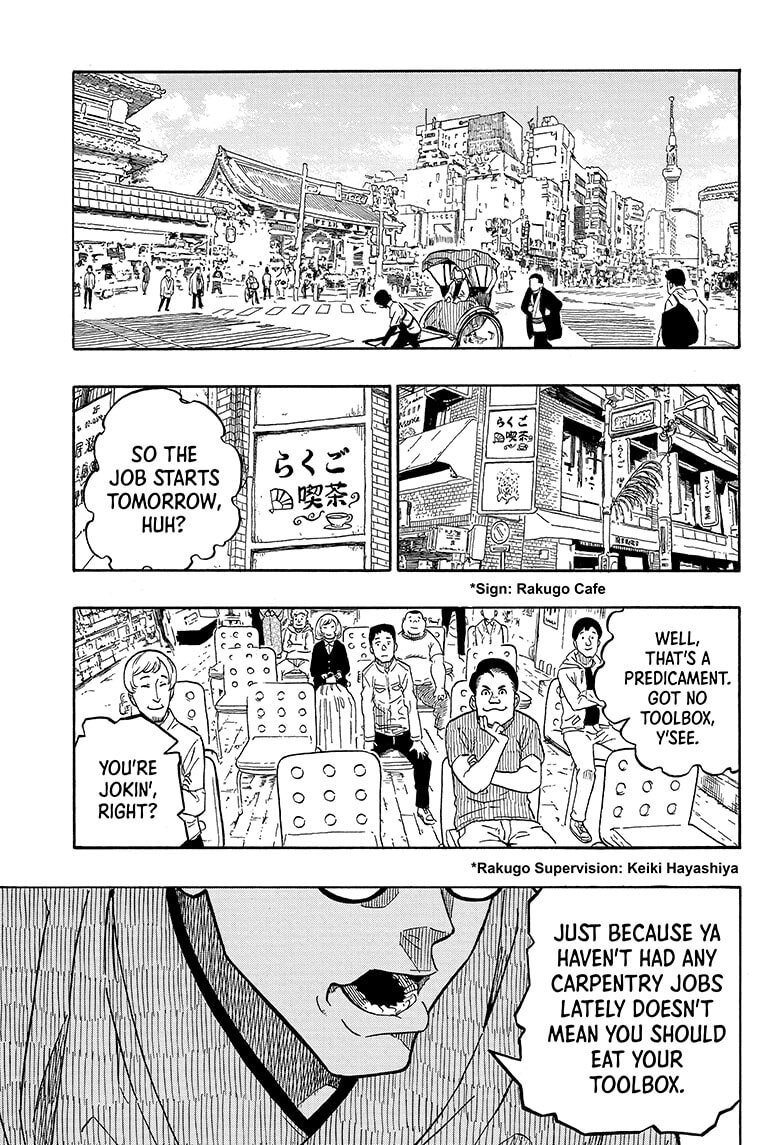 らくご
喫茶
SO THE
JOB STARTS
TOMORROW,
HUH?
らくご
喫茶
*Sign: Rakugo Cafe
WELL,
THAT'S A
PREDICAMENT.
GOT NO
TOOLBOX,
Y'SEE.
YOU'RE
JOKIN',
RIGHT?
*Rakugo Supervision: Keiki Hayashiya
JUST BECAUSE YA
HAVEN'T HAD ANY
CARPENTRY JOBS
LATELY DOESN'T
MEAN YOU SHOULD
EAT YOUR
TOOLBOX.